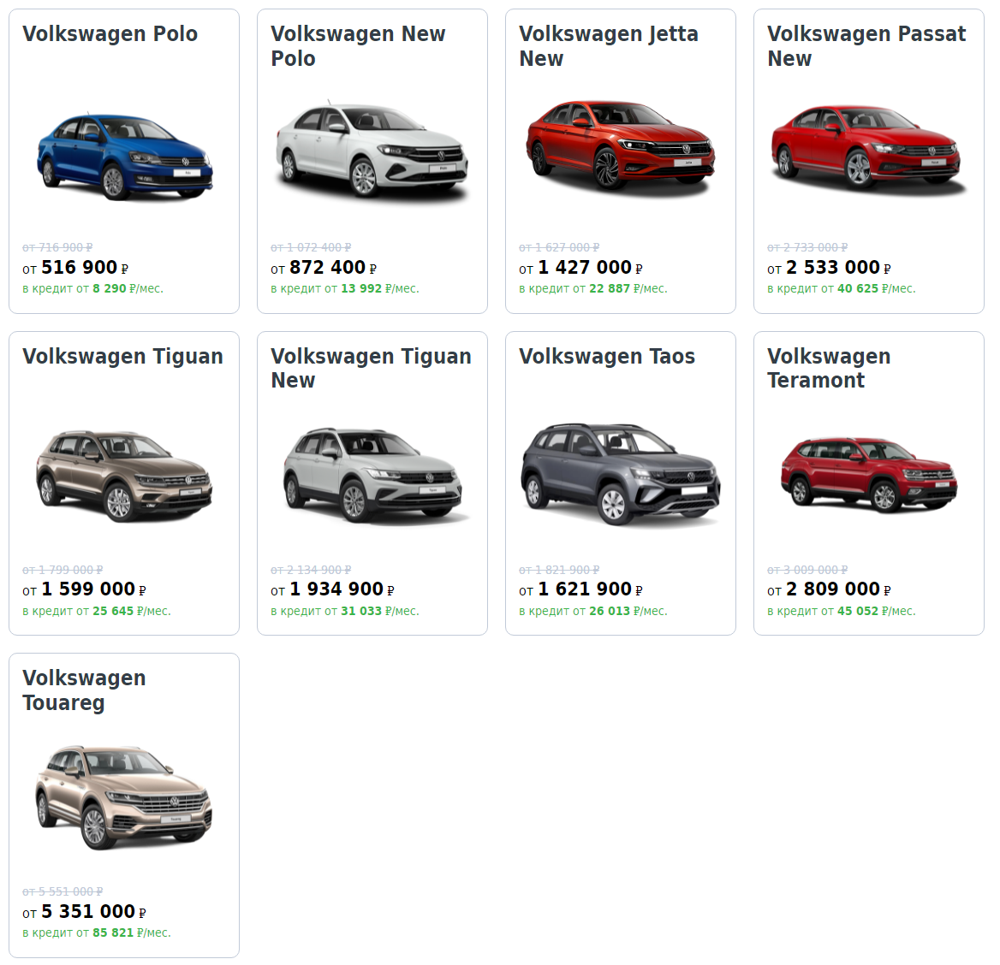 Volkswagen Polo
от 716 900 ₽
от 516 900 ₽
в кредит от 8 290 ₽/мес.
Volkswagen New
Polo
от 1 072 400 ₽
от 872 400 ₽
в кредит от 13 992 ₽/мес.
Volkswagen Jetta
New
от 1 627 000 ₽
от 1 427 000 ₽
в кредит от 22 887 ₽/мес.
Volkswagen Passat
New
от 2 733 000 ₽
от 2 533 000 ₽
в кредит от 40 625 ₽/мес.
Volkswagen Tiguan
от 1 799 000 ₽
от 1 599 000 ₽
в кредит от 25 645 ₽/мес.
Volkswagen Tiguan
New
от 2 134 900 ₽
от 1 934 900 ₽
в кредит от 31 033 ₽/мес.
Volkswagen Taos
от 1 821 900 ₽
от 1 621 900 ₽
в кредит от 26 013 ₽/мес.
Volkswagen
Teramont
от 3 009 000 ₽
от 2 809 000 ₽
в кредит от 45 052 ₽/мес.
Volkswagen
Touareg
от 5 551 000 ₽
от 5 351 000 ₽
в кредит от 85 821 ₽/мес.